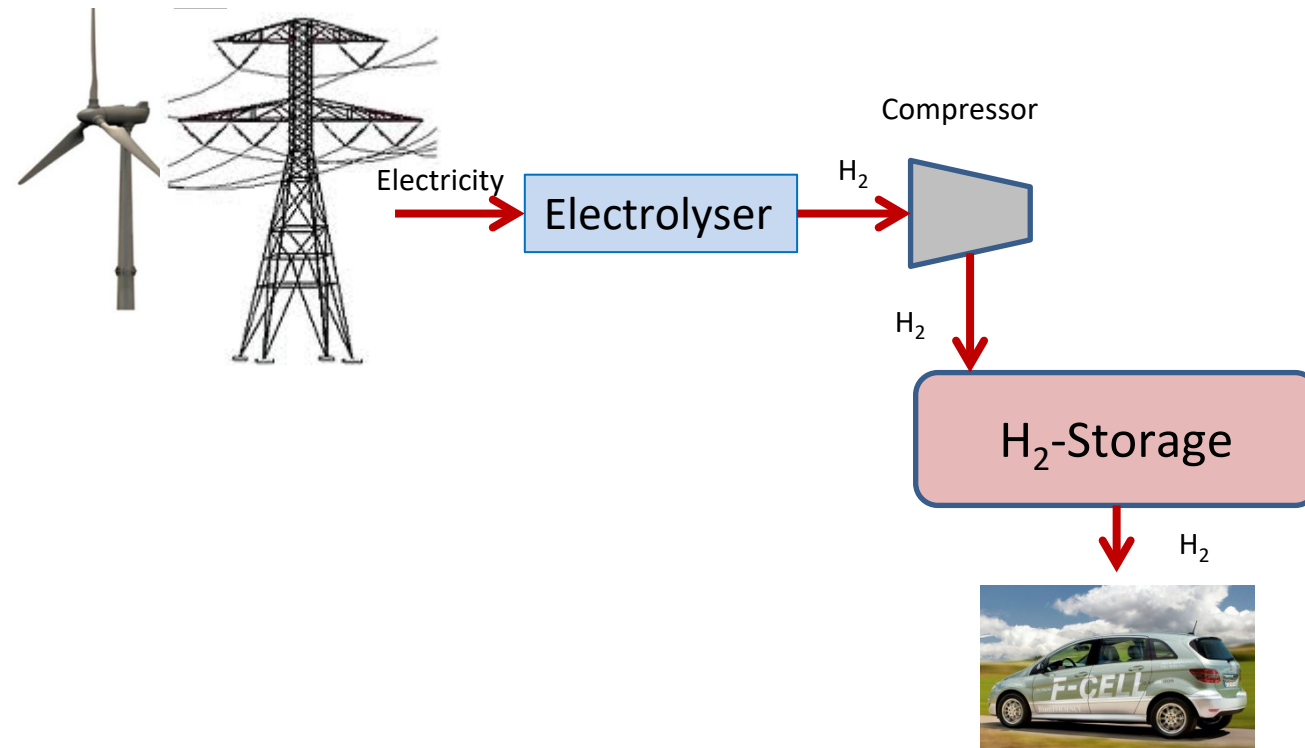 Compressor
Electricity
Electrolyser
H₂
H₂
H₂-Storage
H₂
F-CELL